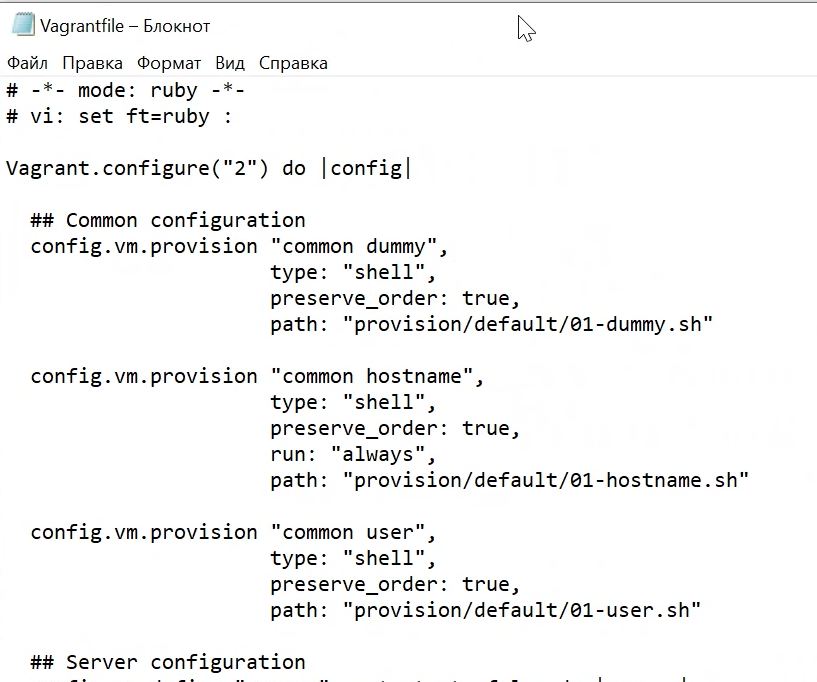 Vagrantfile – Блокнот
Файл Правка Формат Вид Справка
# -*- mode: ruby -*-
# vi: set ft=ruby :
Vagrant.configure("2") do |config|
## Common configuration
config.vm.provision "common dummy",
type: "shell",
preserve_order: true,
path: "provision/default/01-dummy.sh"
config.vm.provision "common hostname",
type: "shell",
preserve_order: true,
run: "always",
path: "provision/default/01-hostname.sh"
config.vm.provision "common user",
type: "shell",
preserve_order: true,
path: "provision/default/01-user.sh"
## Server configuration